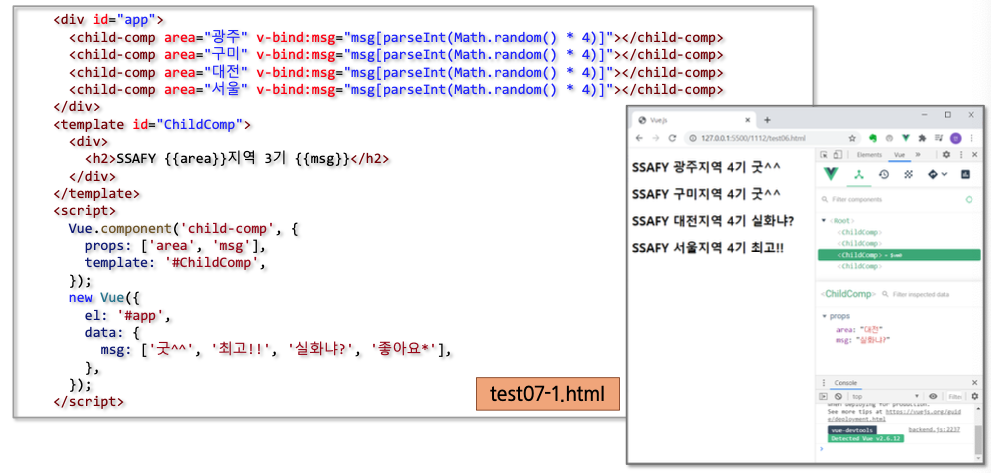 <div id="app">
<child-comp area="광주" v-bind:msg="msg[parseInt(Math.random() * 4)]"></child-comp>
<child-comp area="구미" v-bind:msg="msg[parseInt(Math.random() * 4)]"></child-comp>
<child-comp area="대전" v-bind:msg="msg[parseInt(Math.random() * 4)]"></child-comp>
<child-comp area="서울" v-bind:msg="msg[parseInt(Math.random() * 4)]"></child-comp>
</div>
<template id="ChildComp">
<div>
<h2>SSAFY {{area}}지역 3기 {{msg}}</h2>
</div>
</template>
<script>
Vue.component('child-comp', {
props: ['area', 'msg'],
template: '#ChildComp',
});
new Vue({
el: '#app',
data: {
msg: ['굿^^', '최고!!', '실화냐?', '좋아요*'],
},
});
</script>
test07-1.html
Vue.js
127.0.0.1:5500/1112/test06.html
SSAFY 광주지역 4기 굿^^
SSAFY 구미지역 4기 굿^^
SSAFY 대전지역 4기 실화냐?
SSAFY 서울지역 4기 최고!!
Elements Vue
Filter components
<Root>
<ChildComp>
<ChildComp>
<ChildComp>
<ChildComp>
<ChildComp> Filter inspected data
props
area: "대전"
msg: "실화냐?"
Console
top Filter
when deploying for production.
See more tips at https://vuejs.org/guid
e/deployment.html
vue-devtools backend.js:2237
Detected Vue v2.6.12